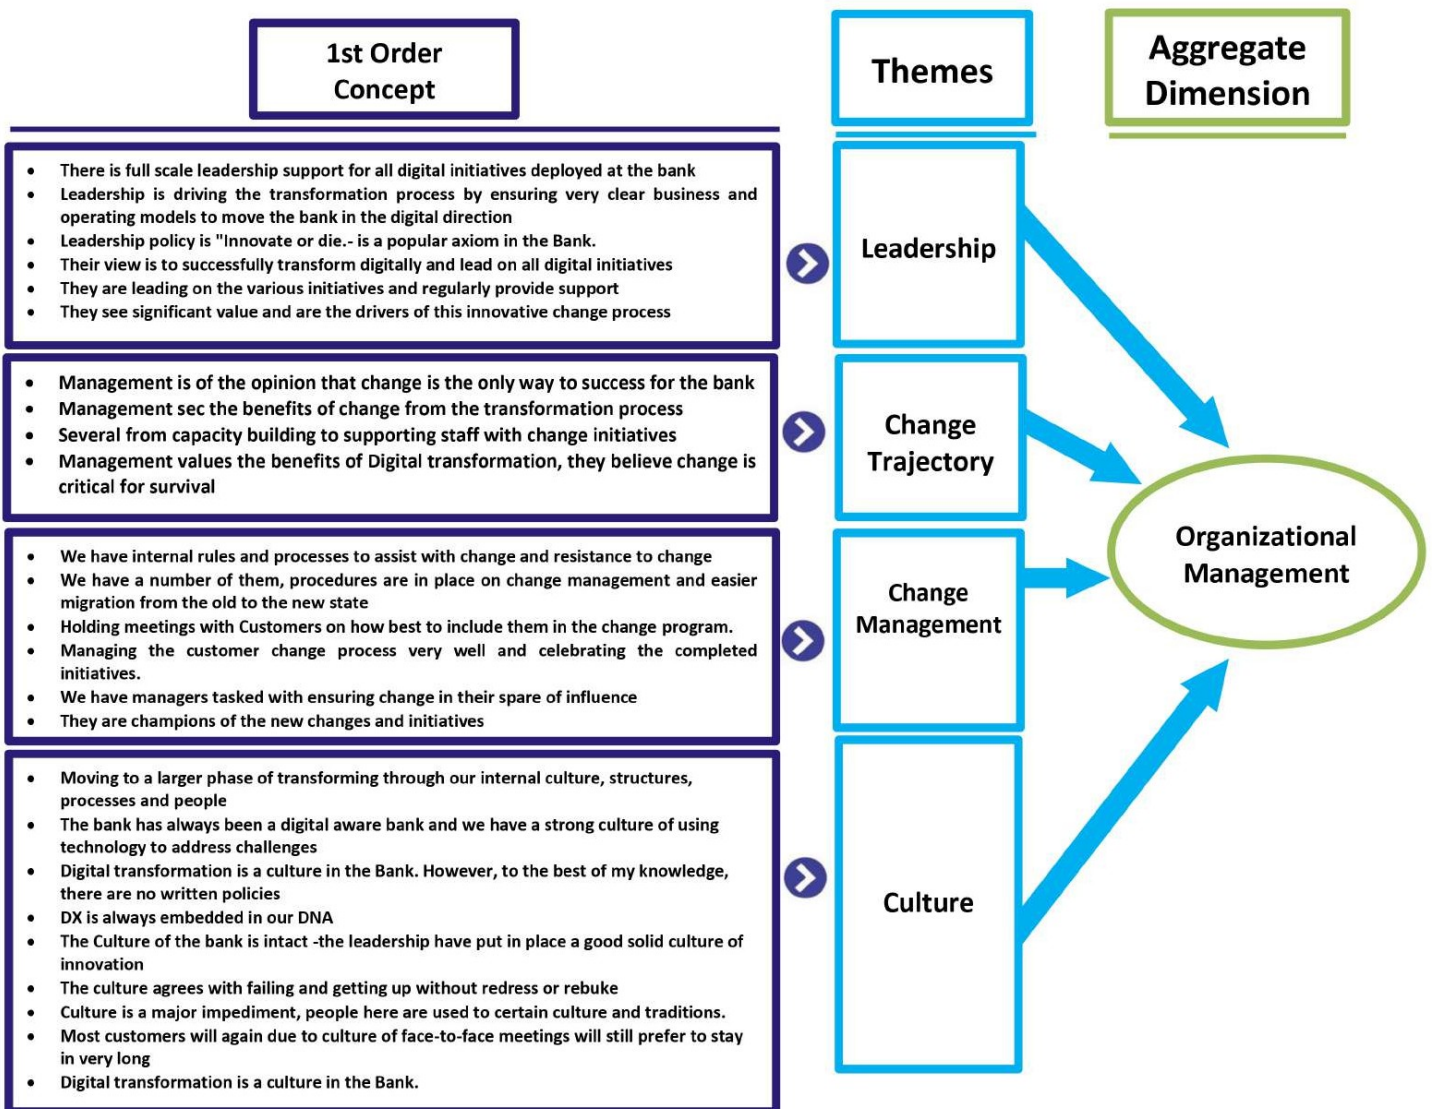 1st Order
Concept
Themes
Aggregate
Dimension
• There is full scale leadership support for all digital initiatives deployed at the bank
• Leadership is driving the transformation process by ensuring very clear business and
operating models to move the bank in the digital direction
• Leadership policy is "Innovate or die.- is a popular axiom in the Bank.
• Their view is to successfully transform digitally and lead on all digital initiatives
• They are leading on the various initiatives and regularly provide support
• They see significant value and are the drivers of this innovative change process
Leadership
• Management is of the opinion that change is the only way to success for the bank
• Management sec the benefits of change from the transformation process
• Several from capacity building to supporting staff with change initiatives
• Management values the benefits of Digital transformation, they believe change is
critical for survival
Change
Trajectory
• We have internal rules and processes to assist with change and resistance to change
• We have a number of them, procedures are in place on change management and easier
migration from the old to the new state
• Holding meetings with Customers on how best to include them in the change program.
• Managing the customer change process very well and celebrating the completed
initiatives.
• We have managers tasked with ensuring change in their spare of influence
• They are champions of the new changes and initiatives
Change
Management
• Moving to a larger phase of transforming through our internal culture, structures,
processes and people
• The bank has always been a digital aware bank and we have a strong culture of using
technology to address challenges
• Digital transformation is a culture in the Bank. However, to the best of my knowledge,
there are no written policies
• DX is always embedded in our DNA
• The Culture of the bank is intact -the leadership have put in place a good solid culture of
innovation
• The culture agrees with failing and getting up without redress or rebuke
• Culture is a major impediment, people here are used to certain culture and traditions.
• Most customers will again due to culture of face-to-face meetings will still prefer to stay
in very long
• Digital transformation is a culture in the Bank.
Culture
Organizational
Management